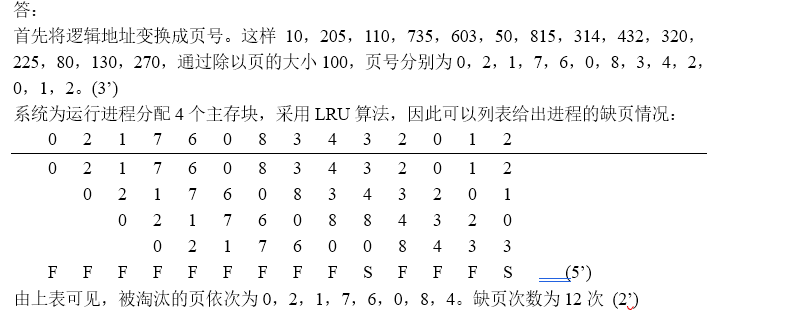 答：
首先将逻辑地址变换成页号。这样 10，205，110，735，603，50，815，314，432，320，
225，80，130，270，通过除以页的大小 100，页号分别为 0，2，1，7，6，0，8，3，4，2，
0，1，2。(3’)
系统为运行进程分配 4 个主存块，采用 LRU 算法，因此可以列表给出进程的缺页情况：
0 2 1 7 6 0 8 3 4 3 2 0 1 2
0 2 1 7 6 0 8 3 4 3 2 0 1 2
0 2 1 7 6 0 8 3 4 3 2 0 1
0 2 1 7 6 0 8 8 4 3 2 0
0 2 1 7 6 0 0 8 4 3 3
F F F F F F F F F S F F F S (5’)
由上表可见，被淘汰的页依次为 0，2，1，7，6，0，8，4。缺页次数为 12 次 (2’)